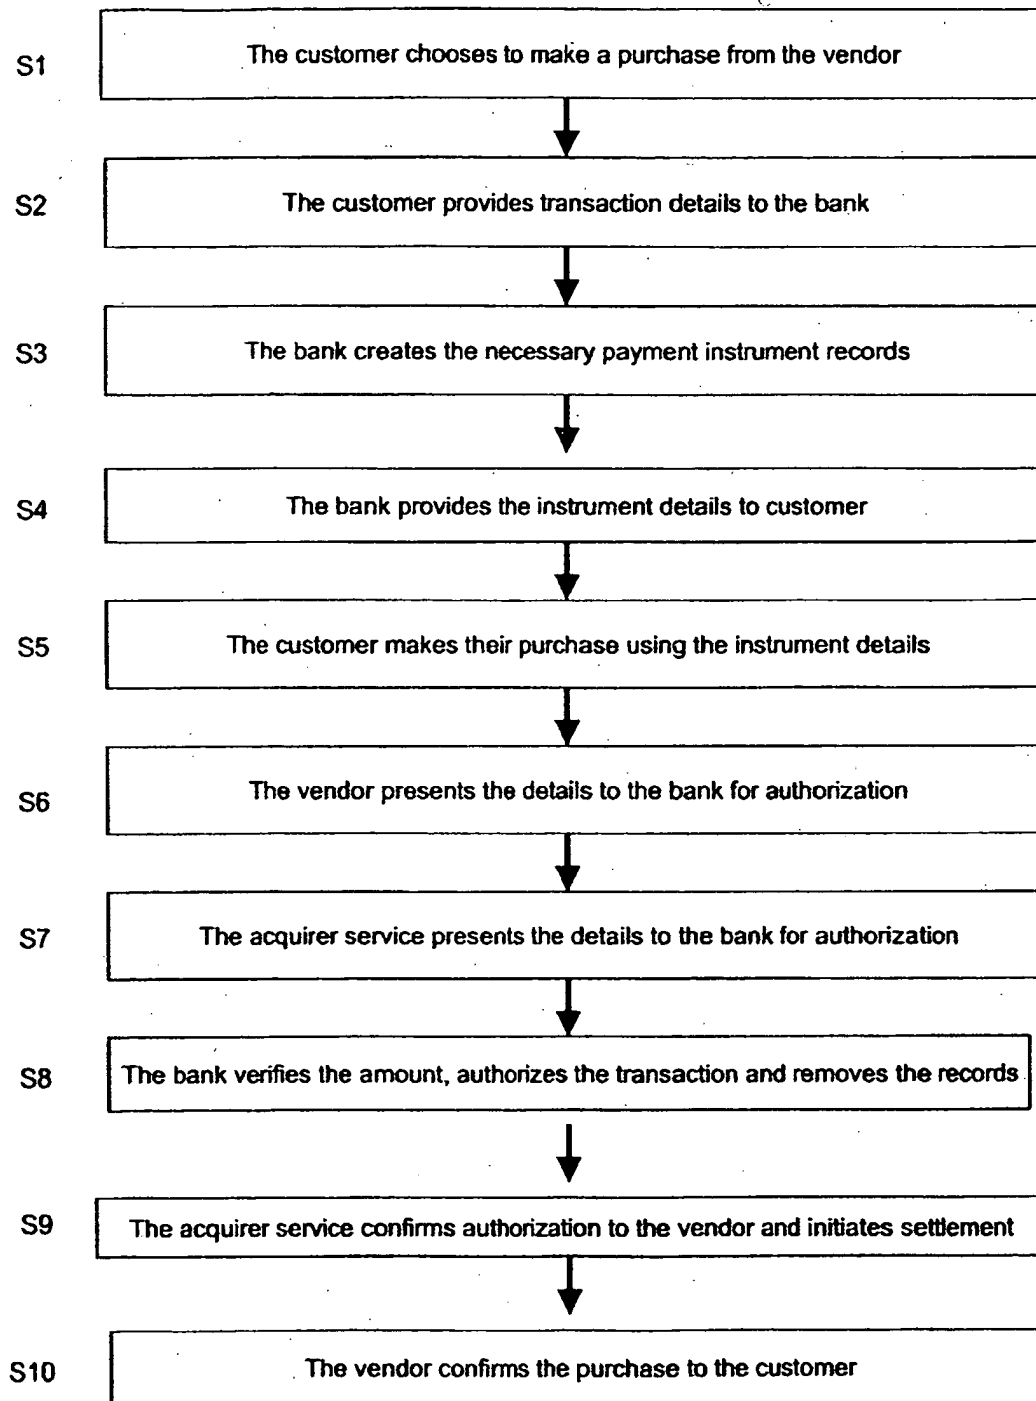 S1 The customer chooses to make a purchase from the vendor
S2 The customer provides transaction details to the bank
S3 The bank creates the necessary payment instrument records
S4 The bank provides the instrument details to customer
S5 The customer makes their purchase using the instrument details
S6 The vendor presents the details to the bank for authorization
S7 The acquirer service presents the details to the bank for authorization
S8 The bank verifies the amount, authorizes the transaction and removes the records
S9 The acquirer service confirms authorization to the vendor and initiates settlement
S10 The vendor confirms the purchase to the customer